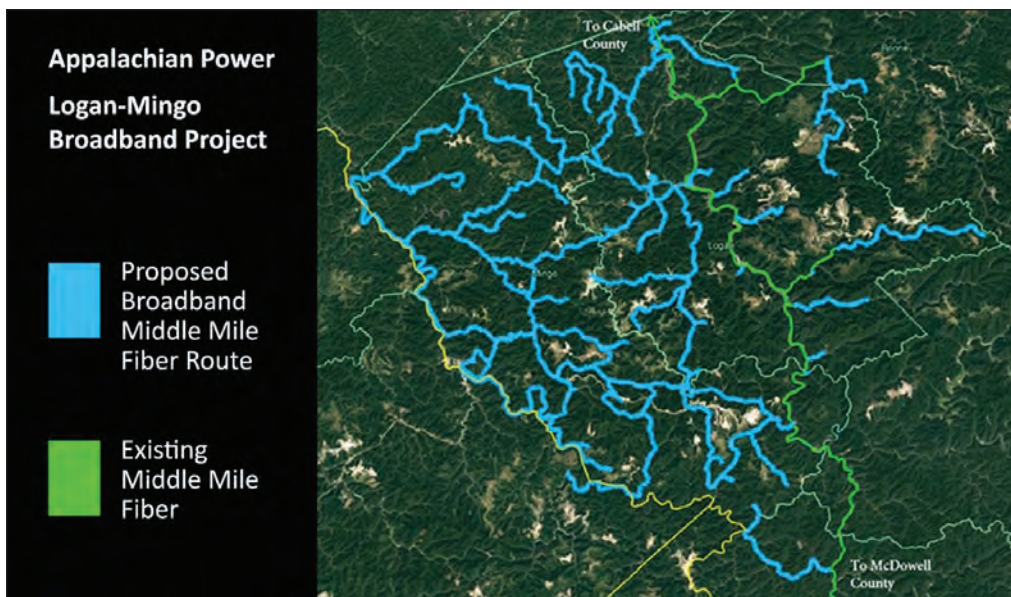 Appalachian Power
Logan-Mingo
Broadband Project
Proposed
Broadband
Middle Mile
Fiber Route
Existing
Middle Mile
Fiber
To Cabell
County
Boone
Logan
Mingo
To McDowell
County